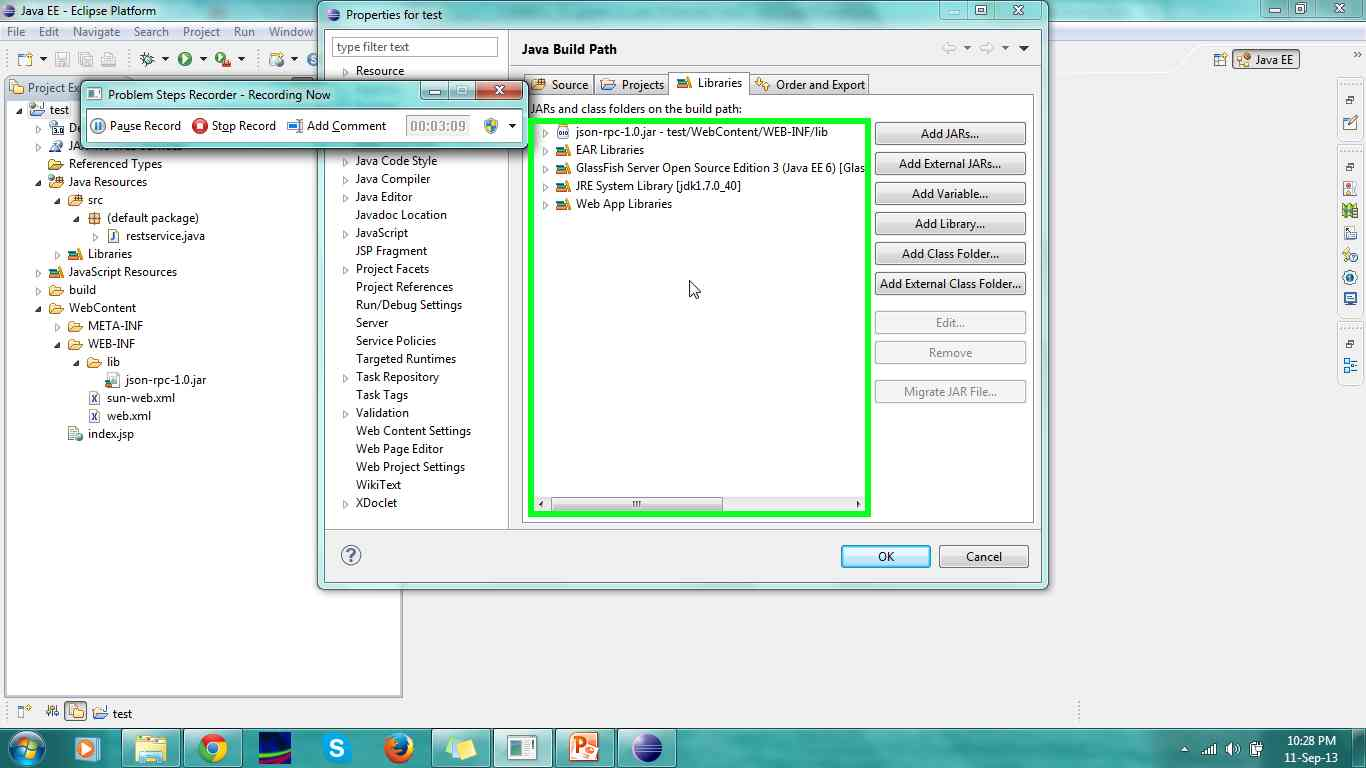 Java EE - Eclipse Platform
File Edit Navigate Search Project Run Window
Java EE
test
Referenced Types
Java Resources
src
(default package)
restservice.java
Libraries
JavaScript Resources
build
WebContent
META-INF
WEB-INF
lib
json-rpc-1.0.jar
sun-web.xml
web.xml
index.jsp
test
Problem Steps Recorder - Recording Now
Pause Record Stop Record Add Comment 00:03:09
Properties for test
type filter text
Resource
Java Code Style
Java Compiler
Java Editor
Javadoc Location
JavaScript
JSP Fragment
Project Facets
Project References
Run/Debug Settings
Server
Service Policies
Targeted Runtimes
Task Repository
Task Tags
Validation
Web Content Settings
Web Page Editor
Web Project Settings
WikiText
XDoclet
Java Build Path
Source Projects Libraries Order and Export
JARs and class folders on the build path:
json-rpc-1.0.jar - test/WebContent/WEB-INF/lib
EAR Libraries
GlassFish Server Open Source Edition 3 (Java EE 6) [Glas
JRE System Library [jdk1.7.0_40]
Web App Libraries
Add JARs...
Add External JARs...
Add Variable...
Add Library...
Add Class Folder...
Add External Class Folder...
Edit...
Remove
Migrate JAR File...
OK Cancel
10:28 PM
11-Sep-13